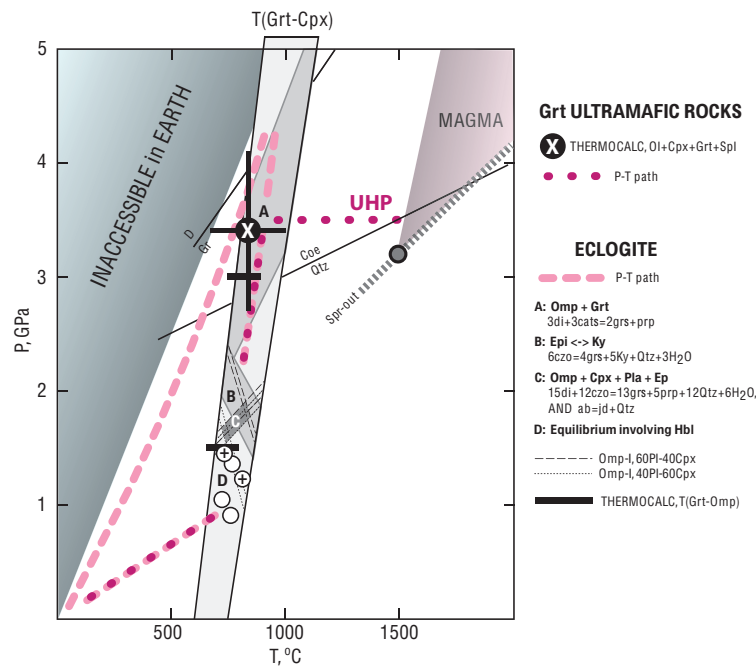 T(Grt-Cpx)
5
4
3
2
1
P, GPa
500
1000
1500
T, °C
INACCESSIBLE in EARTH
MAGMA
D
Gr
A
X
UHP
Coe
Qtz
Spr-out
B
C
D
Grt ULTRAMAFIC ROCKS
X THERMOCALC, Ol+Cpx+Grt+Spl
P-T path
ECLOGITE
P-T path
A: Omp + Grt
3di+3cats=2grs+prp
B: Epi <-> Ky
6czo=4grs+5Ky+Qtz+3H₂O
C: Omp + Cpx + Pla + Ep
15di+12czo=13grs+5prp+12Qtz+6H₂O,
AND ab=jd+Qtz
D: Equilibrium involving Hbl
Omp-I, 60Pl-40Cpx
Omp-I, 40Pl-60Cpx
THERMOCALC, T(Grt-Omp)